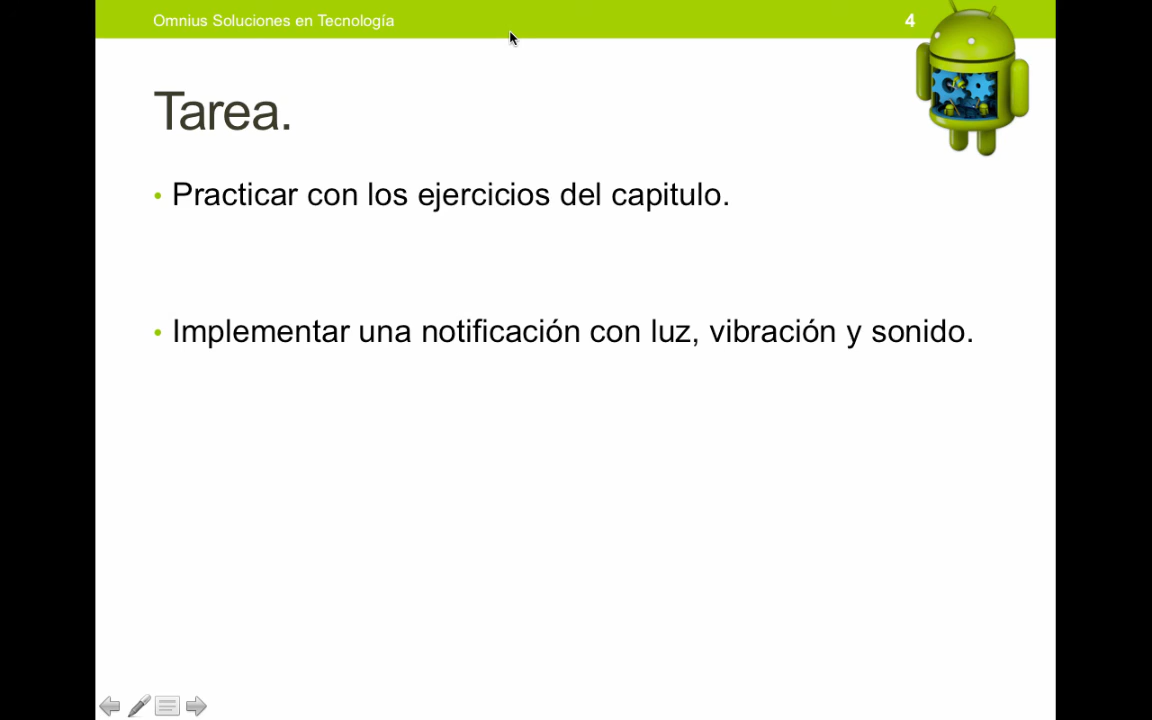 Omnius Soluciones en Tecnología
4
Tarea.
• Practicar con los ejercicios del capitulo.
• Implementar una notificación con luz, vibración y sonido.